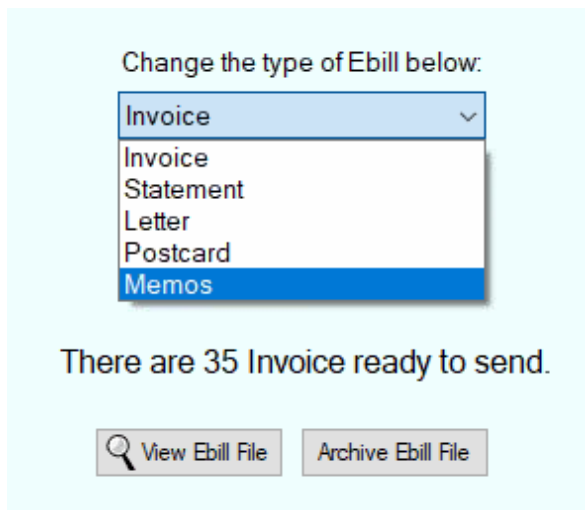 Change the type of Ebill below:
Invoice
Invoice
Statement
Letter
Postcard
Memos
There are 35 Invoice ready to send.
View Ebill File
Archive Ebill File